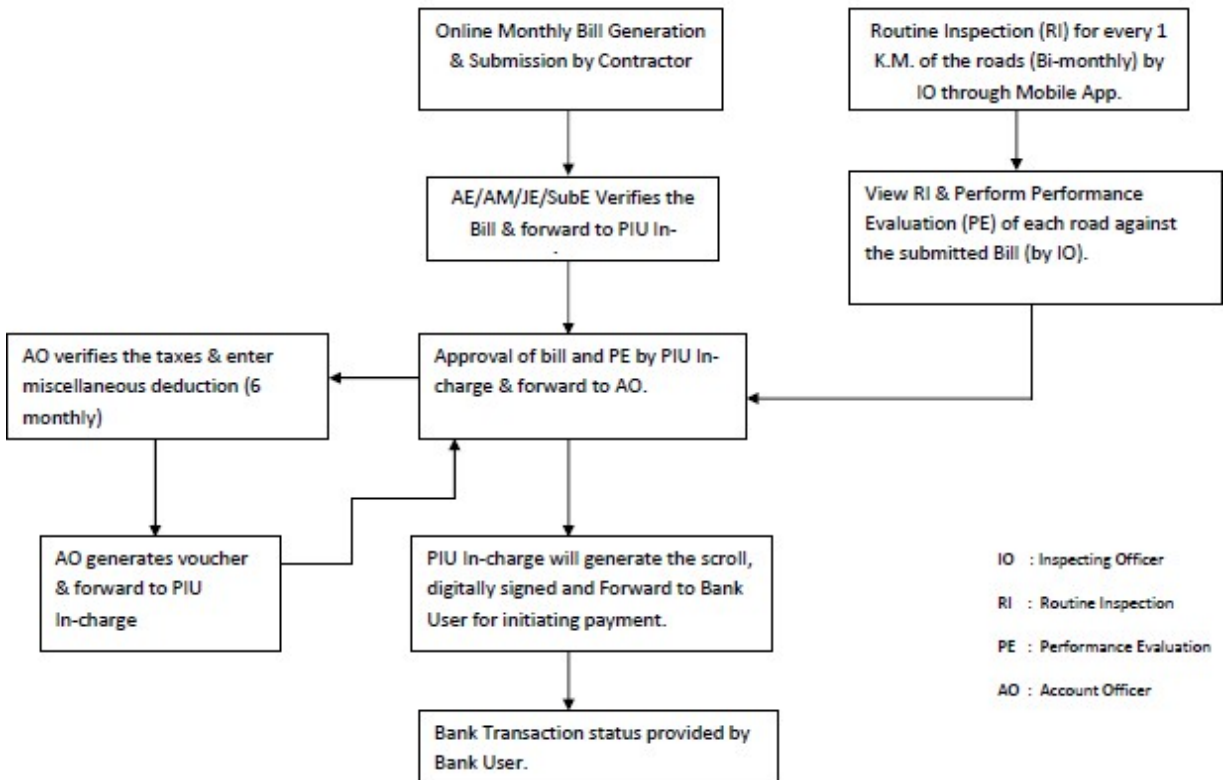 Online Monthly Bill Generation
& Submission by Contractor
Routine Inspection (RI) for every 1
K.M. of the roads (Bi-monthly) by
IO through Mobile App.
AE/AM/JE/SubE Verifies the
Bill & forward to PIU In-
View RI & Perform Performance
Evaluation (PE) of each road against
the submitted Bill (by IO).
AO verifies the taxes & enter
miscellaneous deduction (6
monthly)
Approval of bill and PE by PIU In-
charge & forward to AO.
AO generates voucher
& forward to PIU
In-charge
PIU In-charge will generate the scroll,
digitally signed and Forward to Bank
User for initiating payment.
IO : Inspecting Officer
RI : Routine Inspection
PE : Performance Evaluation
AO : Account Officer
Bank Transaction status provided by
Bank User.